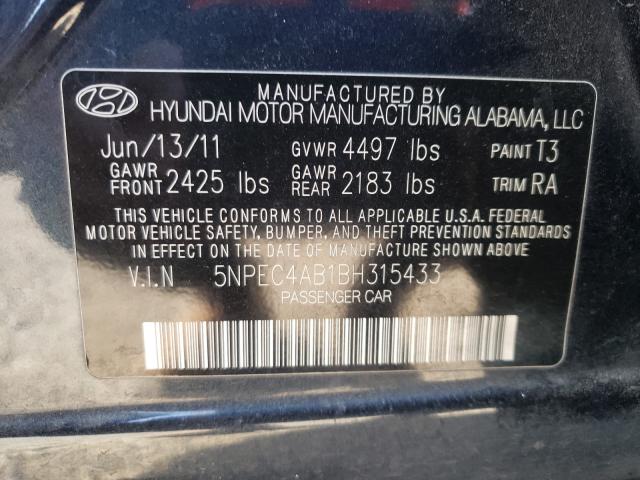 MANUFACTURED BY
HYUNDAI MOTOR MANUFACTURING ALABAMA, LLC
Jun/13/11 GVWR 4497 lbs PAINT T3
GAWR FRONT 2425 lbs GAWR REAR 2183 lbs TRIM RA
THIS VEHICLE CONFORMS TO ALL APPLICABLE U.S.A. FEDERAL
MOTOR VEHICLE SAFETY, BUMPER, AND THEFT PREVENTION STANDARDS
IN EFFECT ON THE DATE OF MANUFACTURE SHOWN ABOVE.
V.I.N 5NPEC4AB1BH315433
PASSENGER CAR